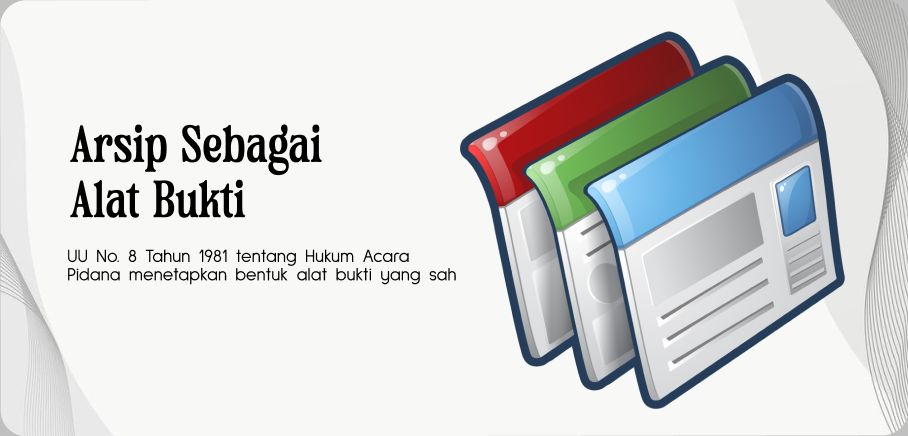 Arsip Sebagai
Alat Bukti
UU No. 8 Tahun 1981 tentang Hukum Acara
Pidana menetapkan bentuk alat bukti yang sah